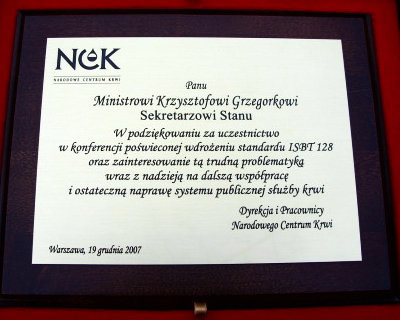 NCK
NARODOWE CENTRUM KRWI
Panu
Ministrowi Krzysztofowi Grzegorkowi
Sekretarzowi Stanu
W podziękowaniu za uczestnictwo
w konferencji poświeconej wdrożeniu standardu ISBT 128
oraz zainteresowanie tą trudną problematyką
wraz z nadzieją na dalszą współpracę
i ostateczną naprawę systemu publicznej służby krwi
Dyrekcja i Pracownicy
Narodowego Centrum Krwi
Warszawa, 19 grudnia 2007